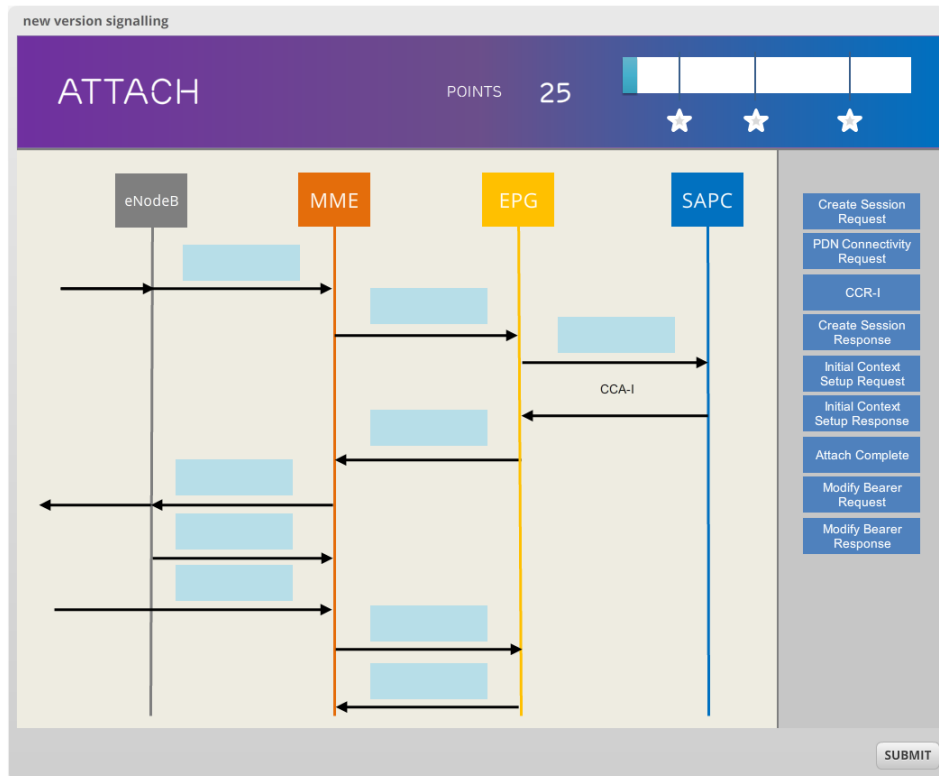 new version signalling
ATTACH
POINTS 25
eNodeB
MME
EPG
SAPC
CCA-I
Create Session
Request
PDN Connectivity
Request
CCR-I
Create Session
Response
Initial Context
Setup Request
Initial Context
Setup Response
Attach Complete
Modify Bearer
Request
Modify Bearer
Response
SUBMIT